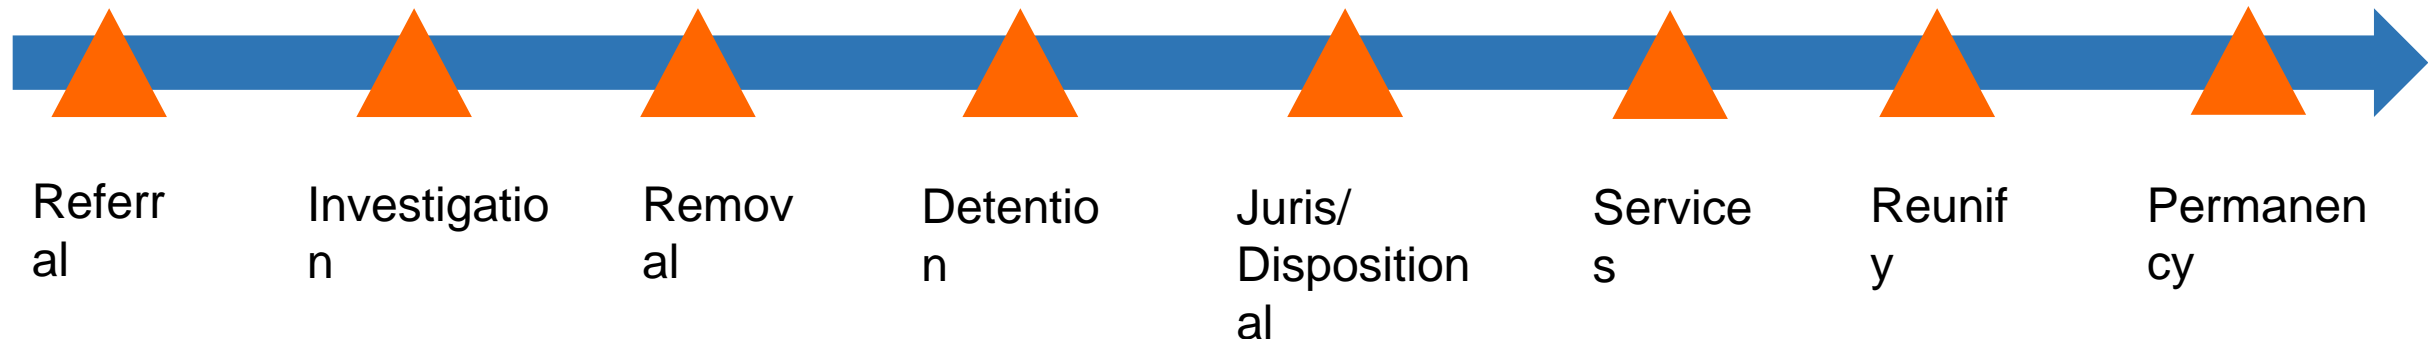 Referr
al
Investigatio
n
Remov
al
Detentio
n
Juris/
Disposition
al
Service
s
Reunif
y
Permanen
cy